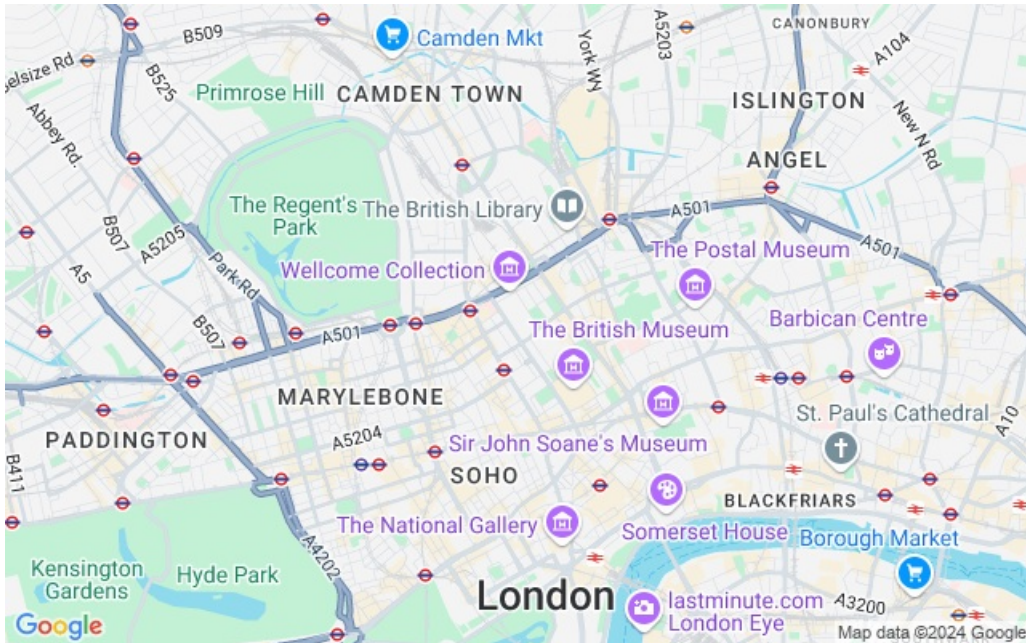 B509
Camden Mkt
York WN
A5203
CANONBURY
A104
elsize Rd
B525
Primrose Hill
CAMDEN TOWN
ISLINGTON
New N Rd
Abbey Rd.
ANGEL
The Regent's
Park
The British Library
A501
B507
A5205
A501
The Postal Museum
A5
Park Rd
Wellcome Collection
B507
A501
The British Museum
Barbican Centre
MARYLEBONE
St. Paul's Cathedral
A10
PADDINGTON
A5204
Sir John Soane's Museum
B411
SOHO
BLACKFRIARS
The National Gallery
Somerset House
Borough Market
A4202
Kensington
Gardens
Hyde Park
London
lastminute.com
London Eye
A3200
Google
Map data ©2024 Google